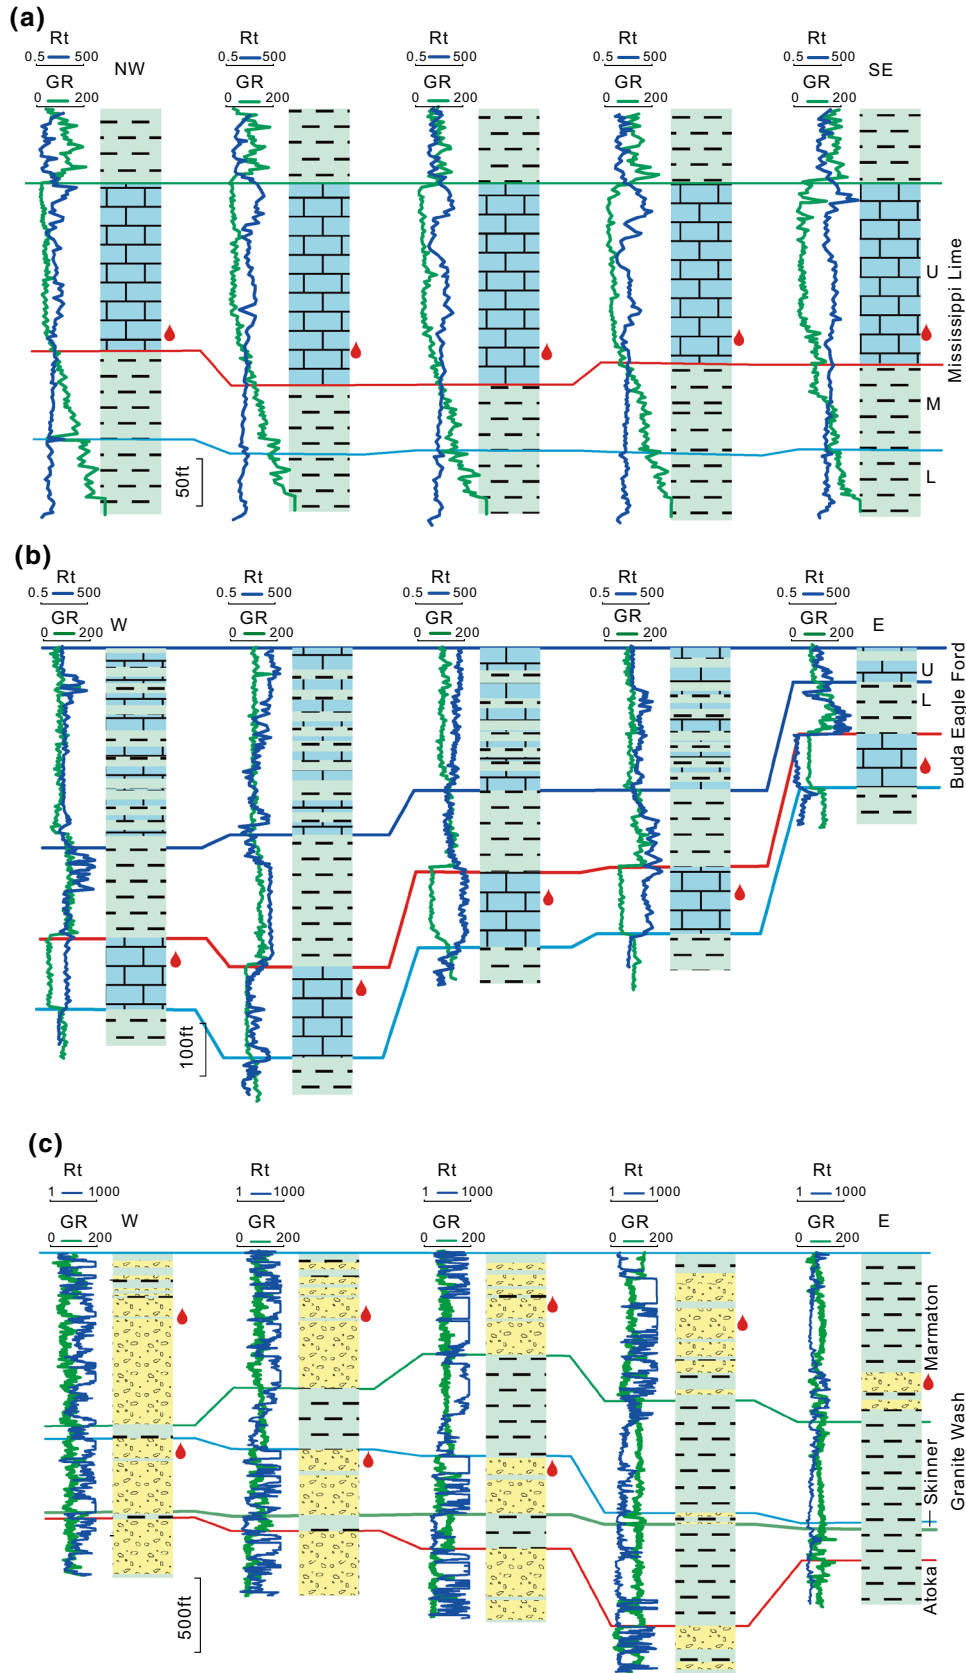 (a)
Rt Rt Rt Rt Rt
0.5 500 0.5 500 0.5 500 0.5 500 0.5 500
NW SE
GR GR GR GR GR
0 200 0 200 0 200 0 200 0 200
U
M
L
Mississippi Lime
50ft
(b)
Rt Rt Rt Rt Rt
0.5 500 0.5 500 0.5 500 0.5 500 0.5 500
GR W GR GR GR GR E
0 200 0 200 0 200 0 200 0 200
U
L
Buda Eagle Ford
100ft
(c)
Rt Rt Rt Rt Rt
1 1000 1 1000 1 1000 1 1000 1 1000
GR W GR GR GR GR E
0 200 0 200 0 200 0 200 0 200
Marmaton
Skinner
Atoka
Granite Wash
500ft